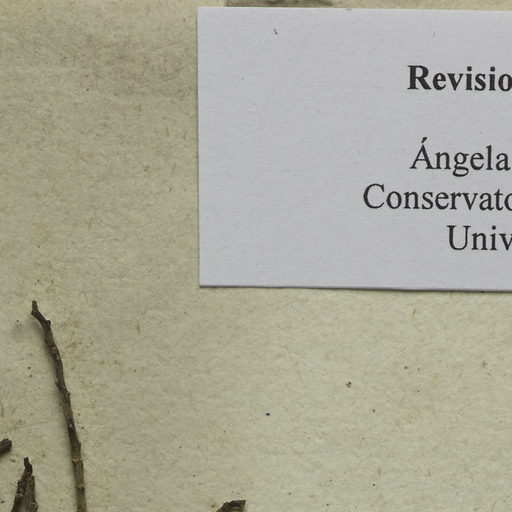 Revisio
Ángela
Conservato
Univ